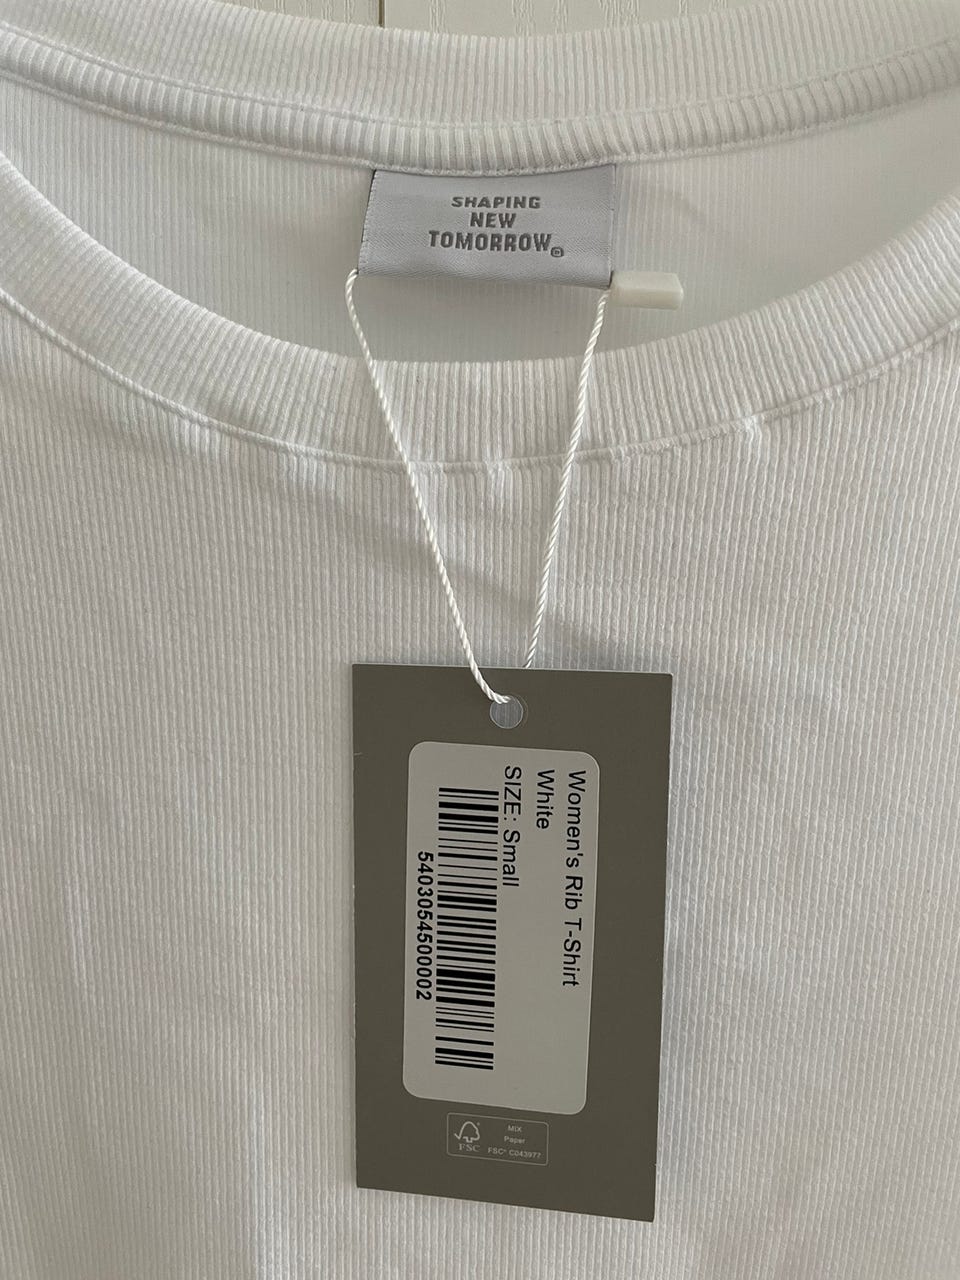 SHAPING
NEW
TOMORROW®
Women's Rib T-Shirt
White
SIZE: Small
5403054500002
FSC
MIX
Paper
FSC® C043977